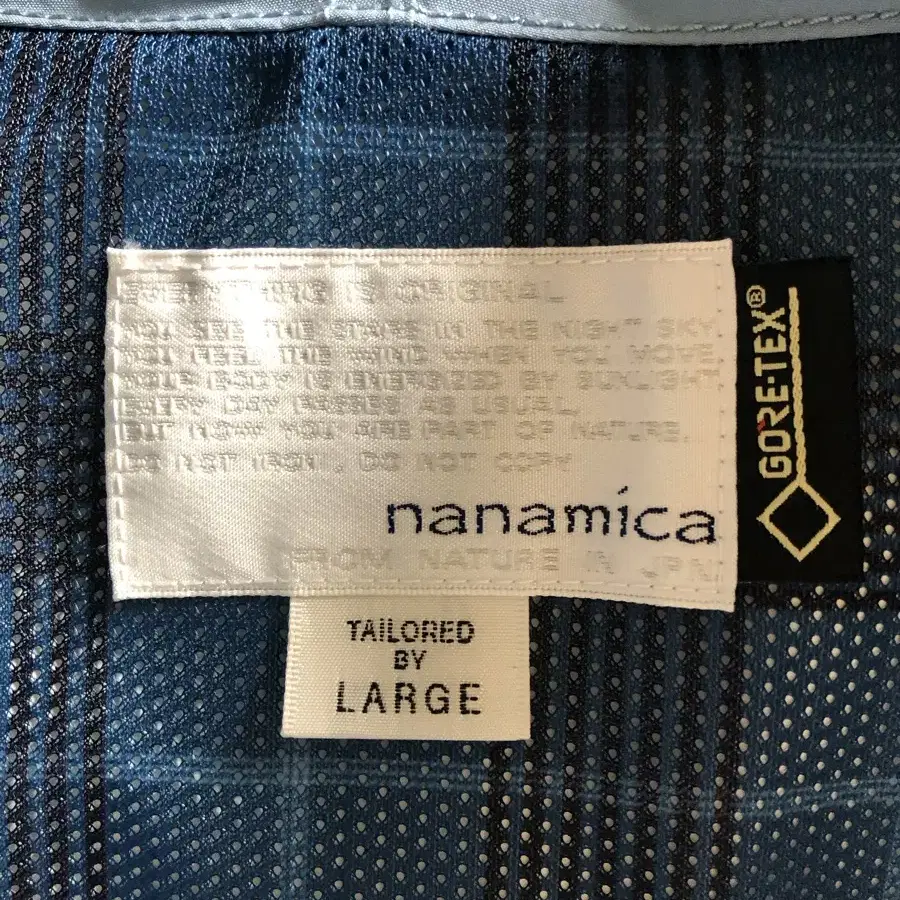 EVERYTHING IS ORIGINAL
YOU SEE THE STARS IN THE NIGHT SKY.
YOU FEEL THE WIND WHEN YOU MOVE.
YOUR BODY IS ENERGIZED BY SUNLIGHT.
EVERY DAY PASSES AS USUAL,
BUT NOW YOU ARE PART OF NATURE.
DO NOT IRON. DO NOT COPY
nanamica
FROM NATURE IN JPN
GORE-TEX®
TAILORED
BY
LARGE